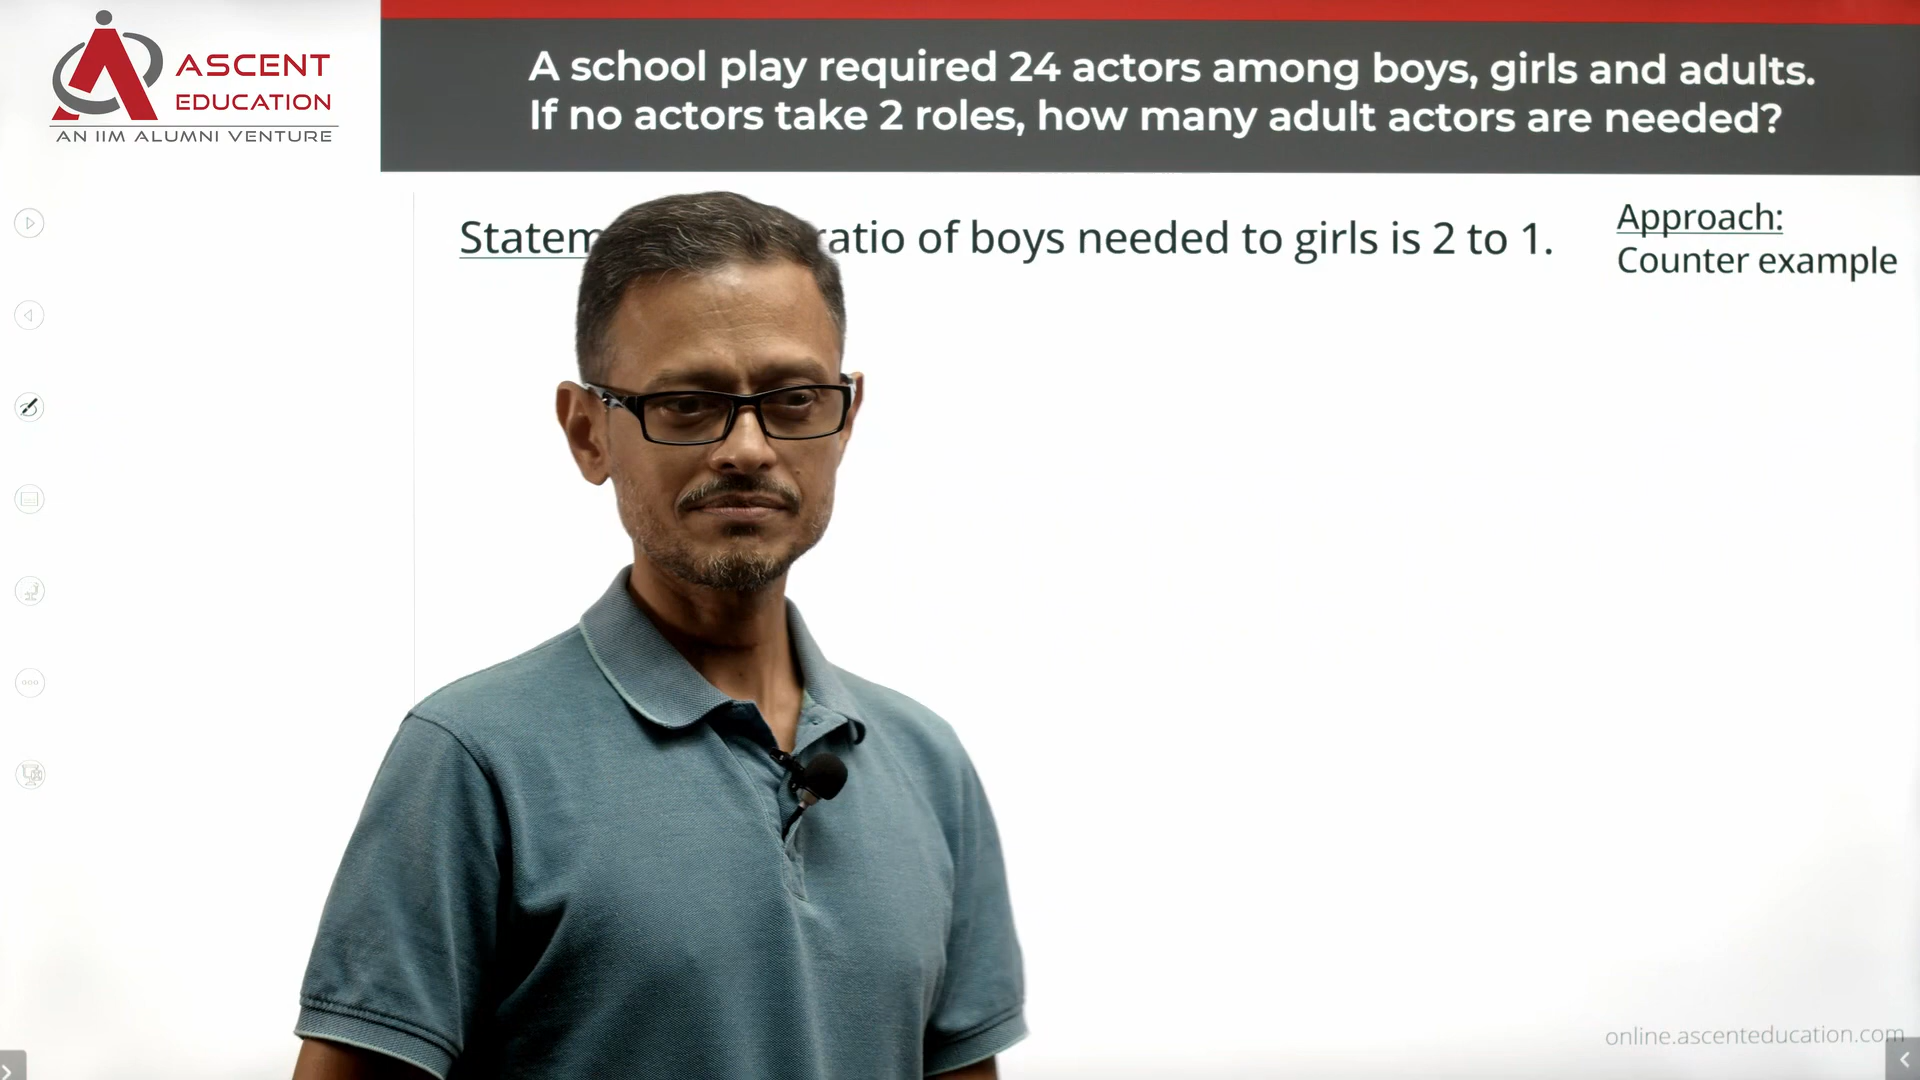 ASCENT
EDUCATION
AN IIM ALUMNI VENTURE
A school play required 24 actors among boys, girls and adults.
If no actors take 2 roles, how many adult actors are needed?
of boys needed to girls is 2 to 1.
Approach:
Counter example
online.ascenteducation.com